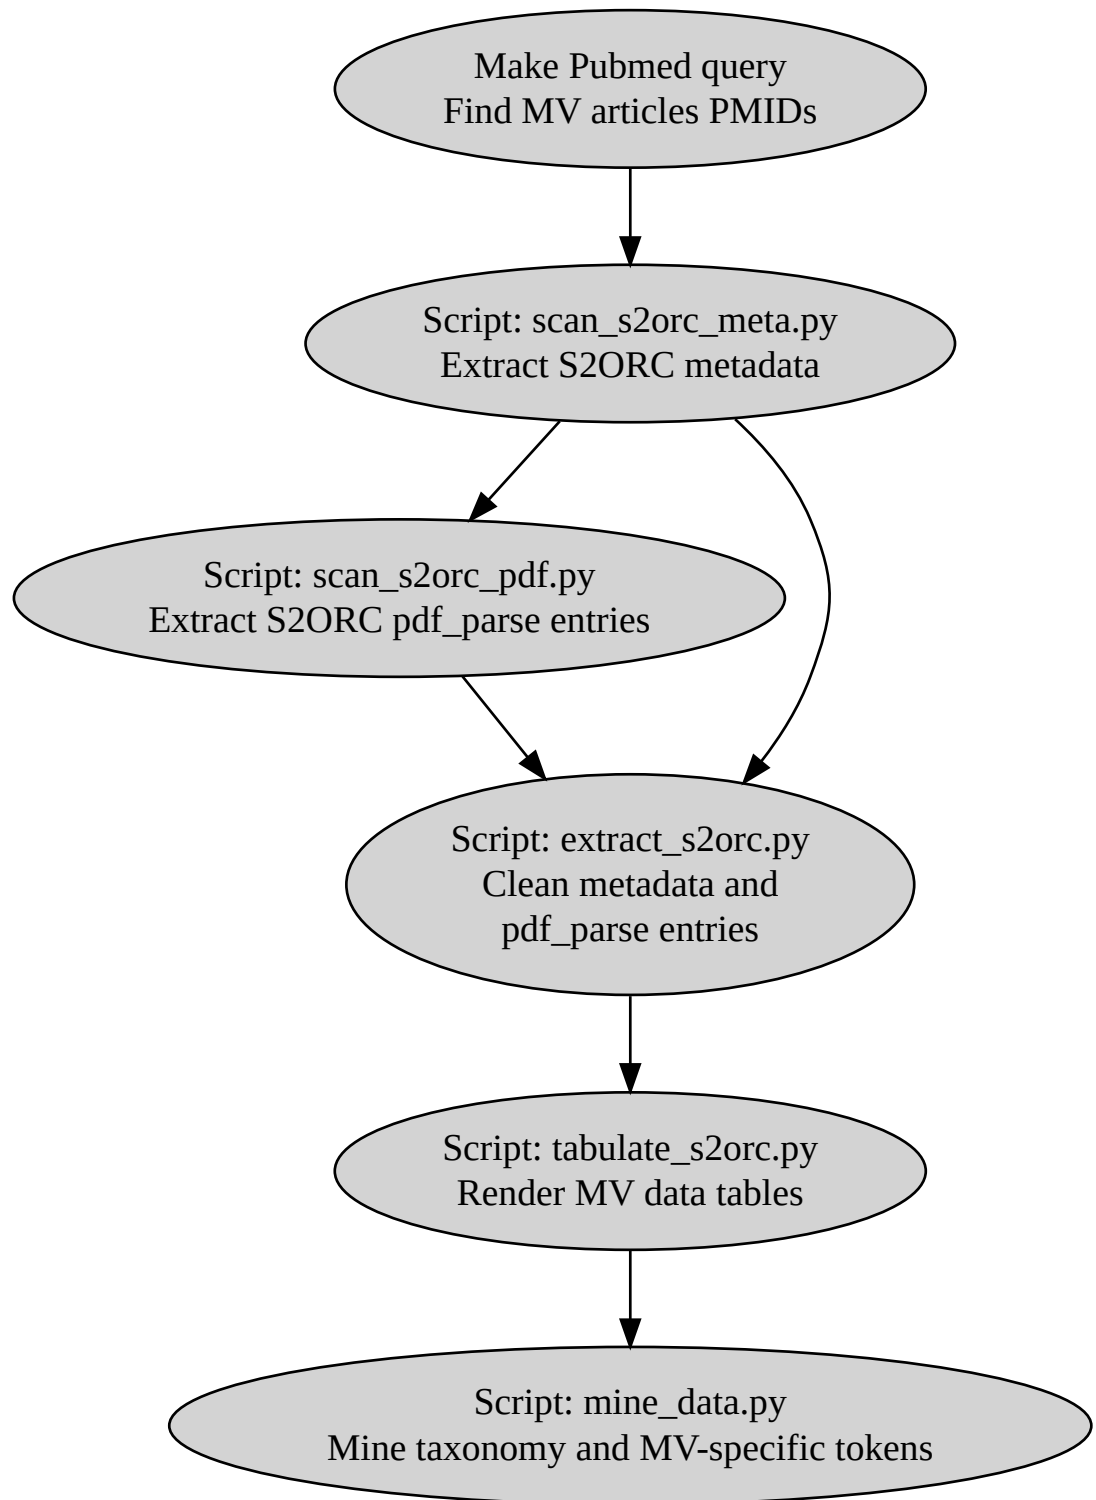 Make Pubmed query
Find MV articles PMIDs
Script: scan_s2orc_meta.py
Extract S2ORC metadata
Script: scan_s2orc_pdf.py
Extract S2ORC pdf_parse entries
Script: extract_s2orc.py
Clean metadata and
pdf_parse entries
Script: tabulate_s2orc.py
Render MV data tables
Script: mine_data.py
Mine taxonomy and MV-specific tokens